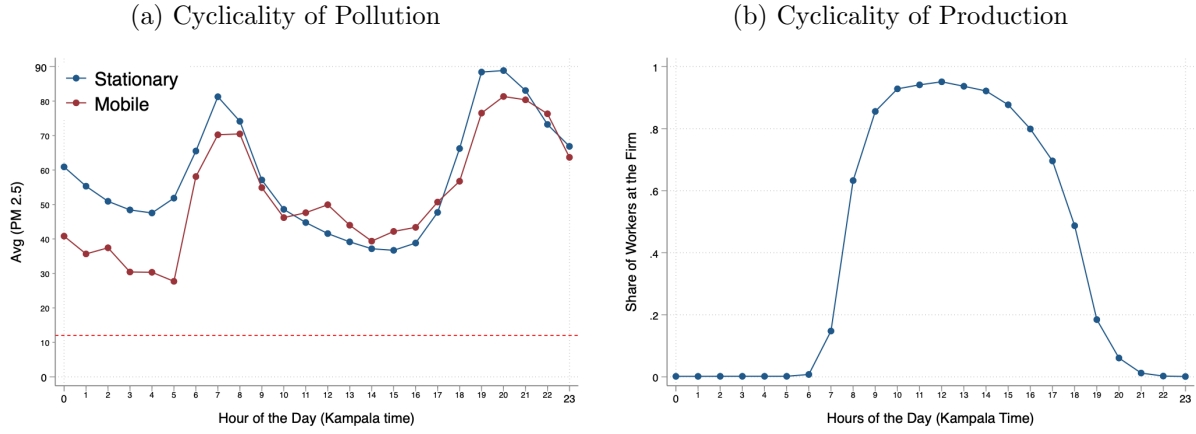 (a) Cyclicality of Pollution
Avg (PM 2.5)
90
80
70
60
50
40
30
20
10
0
Stationary
Mobile
0 1 2 3 4 5 6 7 8 9 10 11 12 13 14 15 16 17 18 19 20 21 22 23
Hour of the Day (Kampala time)
(b) Cyclicality of Production
Share of Workers at the Firm
1
.8
.6
.4
.2
0
0 1 2 3 4 5 6 7 8 9 10 11 12 13 14 15 16 17 18 19 20 21 22 23
Hours of the Day (Kampala Time)